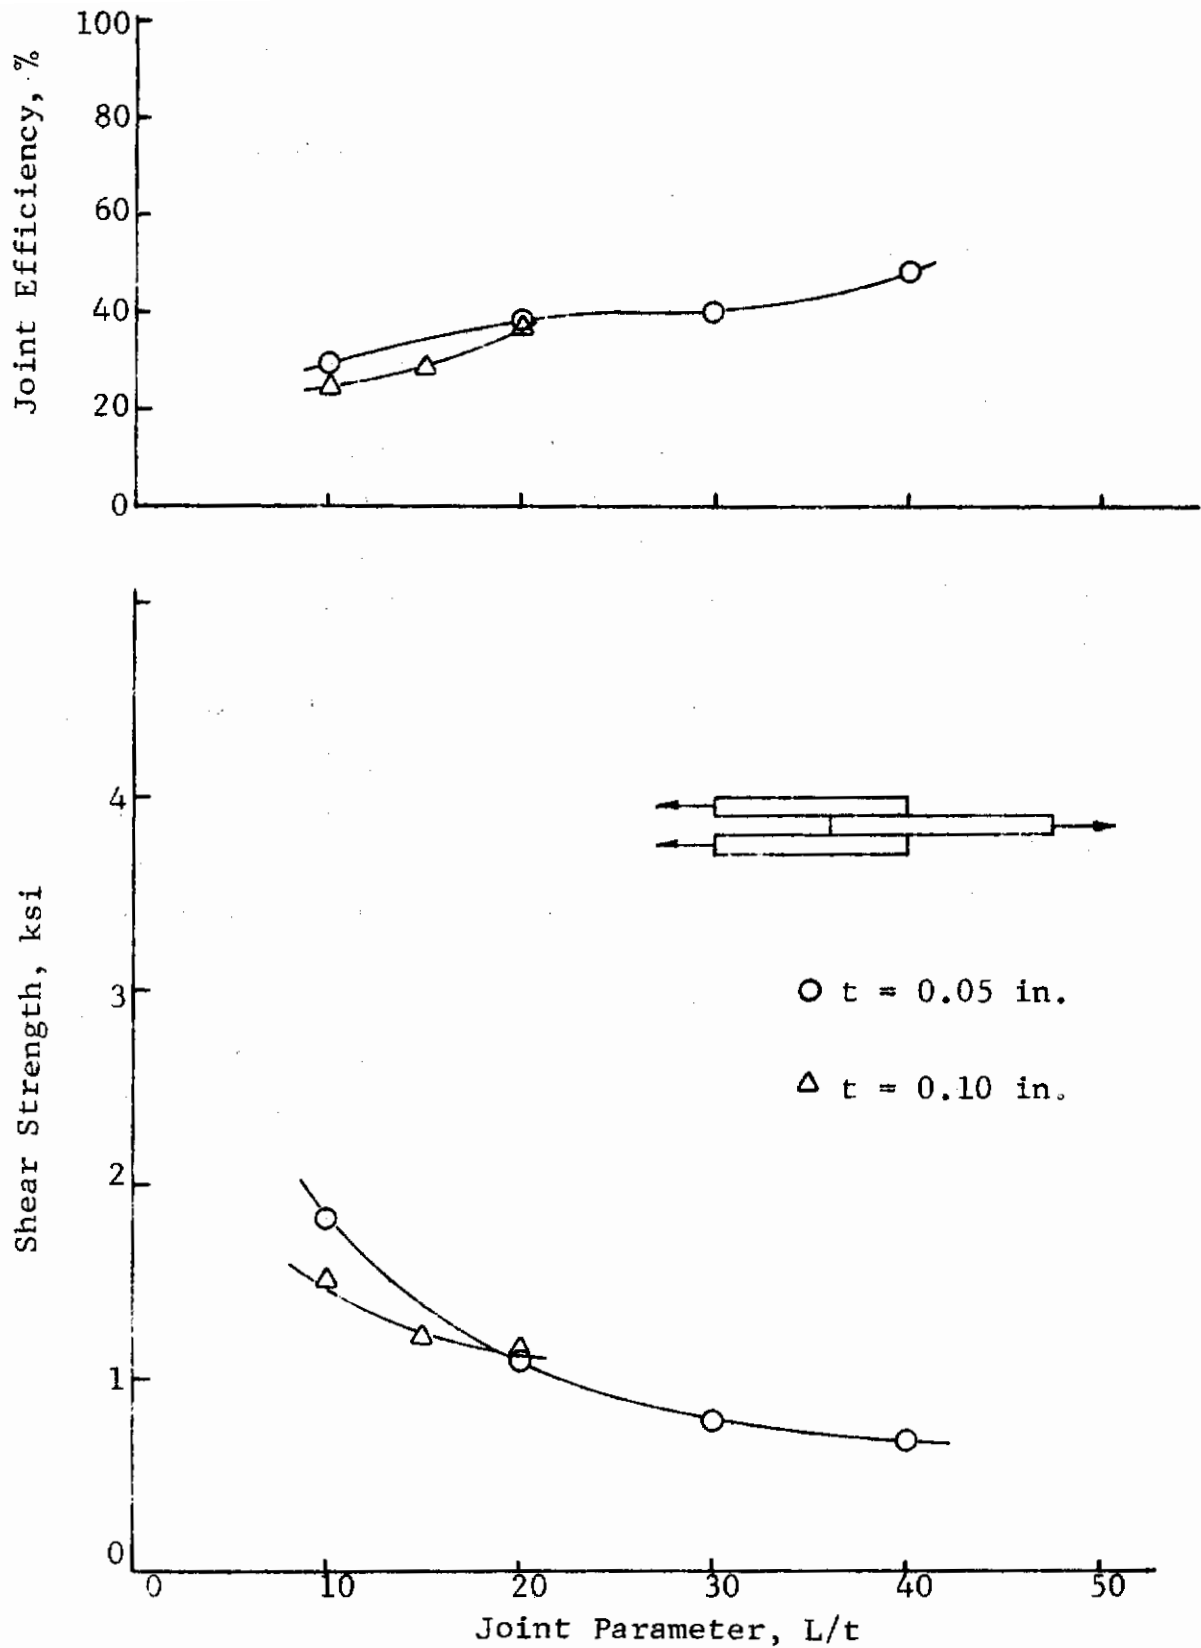 Joint Efficiency, %
100
80
60
40
20
0
Shear Strength, ksi
4
3
2
1
0
○ t = 0.05 in.
△ t = 0.10 in.
0 10 20 30 40 50
Joint Parameter, L/t